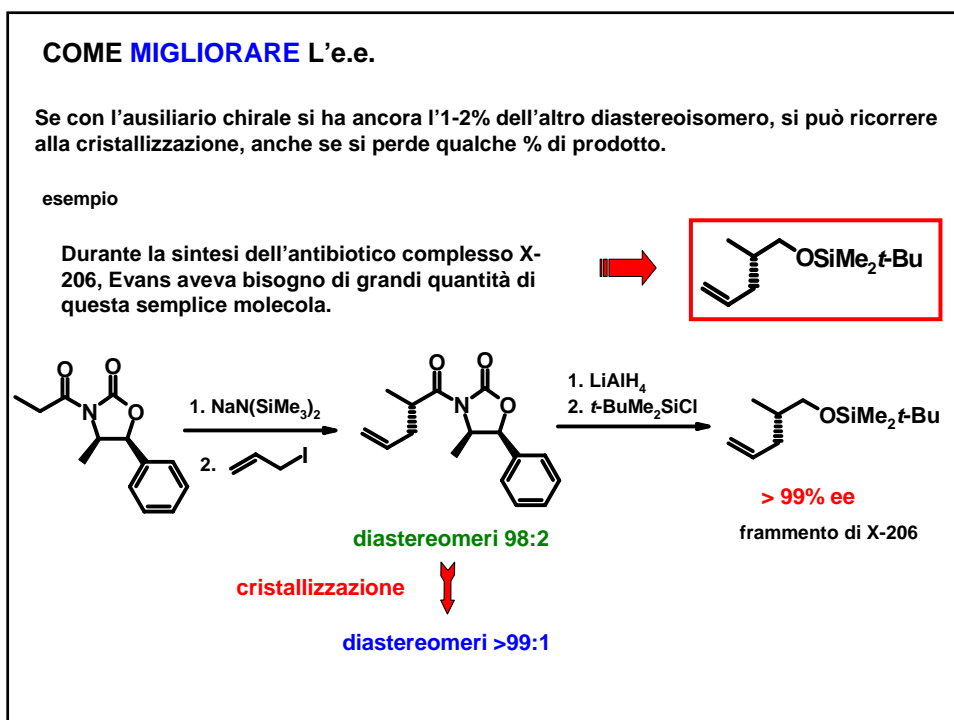 COME MIGLIORARE L'e.e.
Se con l'ausiliario chirale si ha ancora l'1-2% dell'altro diastereoisomero, si può ricorrere
alla cristallizzazione, anche se si perde qualche % di prodotto.
esempio
Durante la sintesi dell'antibiotico complesso X-
206, Evans aveva bisogno di grandi quantità di
questa semplice molecola.
OSiMe2t-Bu
O O
N O
1. NaN(SiMe3)2
2. I
O O
N O
1. LiAlH4
2. t-BuMe2SiCl
OSiMe2t-Bu
> 99% ee
frammento di X-206
diastereomeri 98:2
cristallizzazione
diastereomeri >99:1